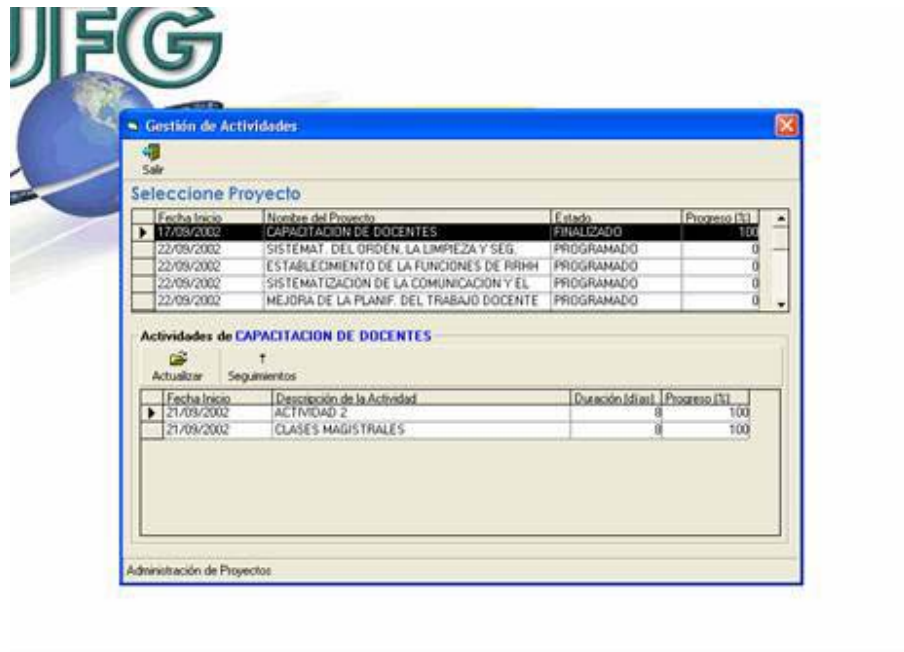 UFG
Gestión de Actividades
Salir
Seleccione Proyecto
Fecha Inicio Nombre del Proyecto Estado Progreso (%)
17/09/2002 CAPACITACION DE DOCENTES FINALIZADO 100
22/09/2002 SISTEMAT. DEL ORDEN, LA LIMPIEZA Y SEG. PROGRAMADO 0
22/09/2002 ESTABLECIMIENTO DE LA FUNCIONES DE RRHH PROGRAMADO 0
22/09/2002 SISTEMATIZACION DE LA COMUNICACION Y EL PROGRAMADO 0
22/09/2002 MEJORA DE LA PLANIF. DEL TRABAJO DOCENTE PROGRAMADO 0
Actividades de CAPACITACION DE DOCENTES
Actualizar Seguimientos
Fecha Inicio Descripción de la Actividad Duración (días) Progreso (%)
21/09/2002 ACTIVIDAD 2 8 100
21/09/2002 CLASES MAGISTRALES 8 100
Administración de Proyectos